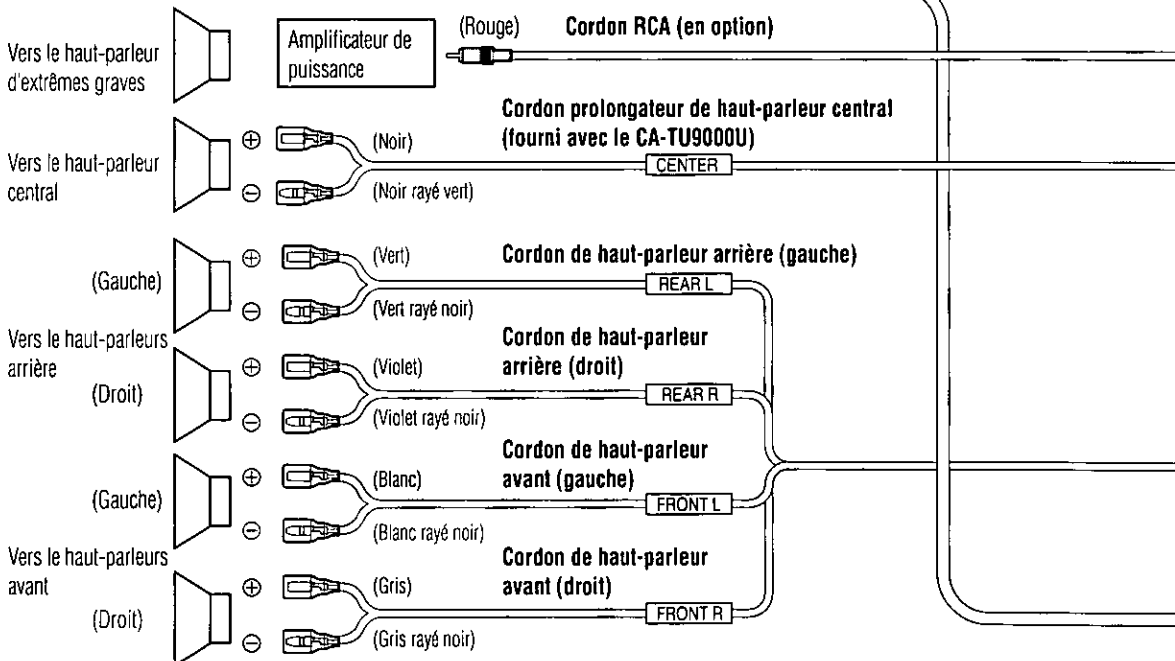 Vers le haut-parleur
d'extrêmes graves
Amplificateur de
puissance
(Rouge)
Cordon RCA (en option)
Vers le haut-parleur
central
⊕
⊖
(Noir)
(Noir rayé vert)
Cordon prolongateur de haut-parleur central
(fourni avec le CA-TU9000U)
CENTER
(Gauche)
⊕
⊖
(Vert)
(Vert rayé noir)
Cordon de haut-parleur arrière (gauche)
REAR L
Vers le haut-parleurs
arrière
(Droit)
⊕
⊖
(Violet)
(Violet rayé noir)
Cordon de haut-parleur
arrière (droit)
REAR R
(Gauche)
⊕
⊖
(Blanc)
(Blanc rayé noir)
Cordon de haut-parleur
avant (gauche)
FRONT L
Vers le haut-parleurs
avant
(Droit)
⊕
⊖
(Gris)
(Gris rayé noir)
Cordon de haut-parleur
avant (droit)
FRONT R